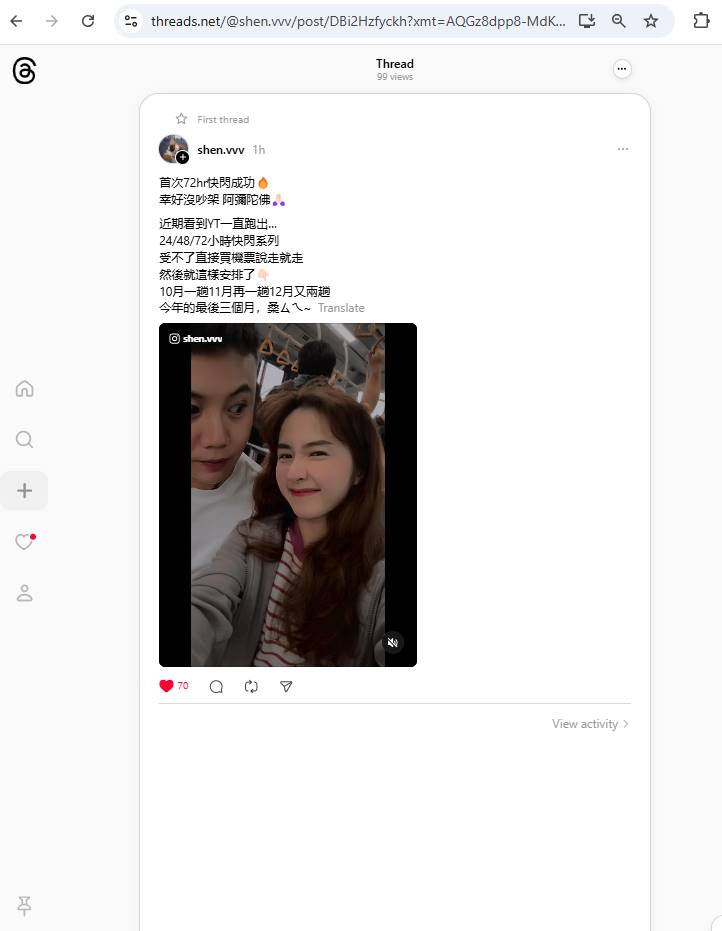 threads.net/@shen.vvv/post/DBi2Hzfyckh?xmt=AQGz8dpp8-MdK...
Thread
99 views
First thread
shen.vvv 1h
首次72hr快閃成功🔥
幸好沒吵架 阿彌陀佛🙏🏻
近期看到YT一直跑出...
24/48/72小時快閃系列
受不了直接買機票說走就走
然後就這樣安排了👇🏻
10月一趟11月再一趟12月又兩趟
今年的最後三個月，桑ㄙㄟ~ Translate
shen.vvv
70
View activity